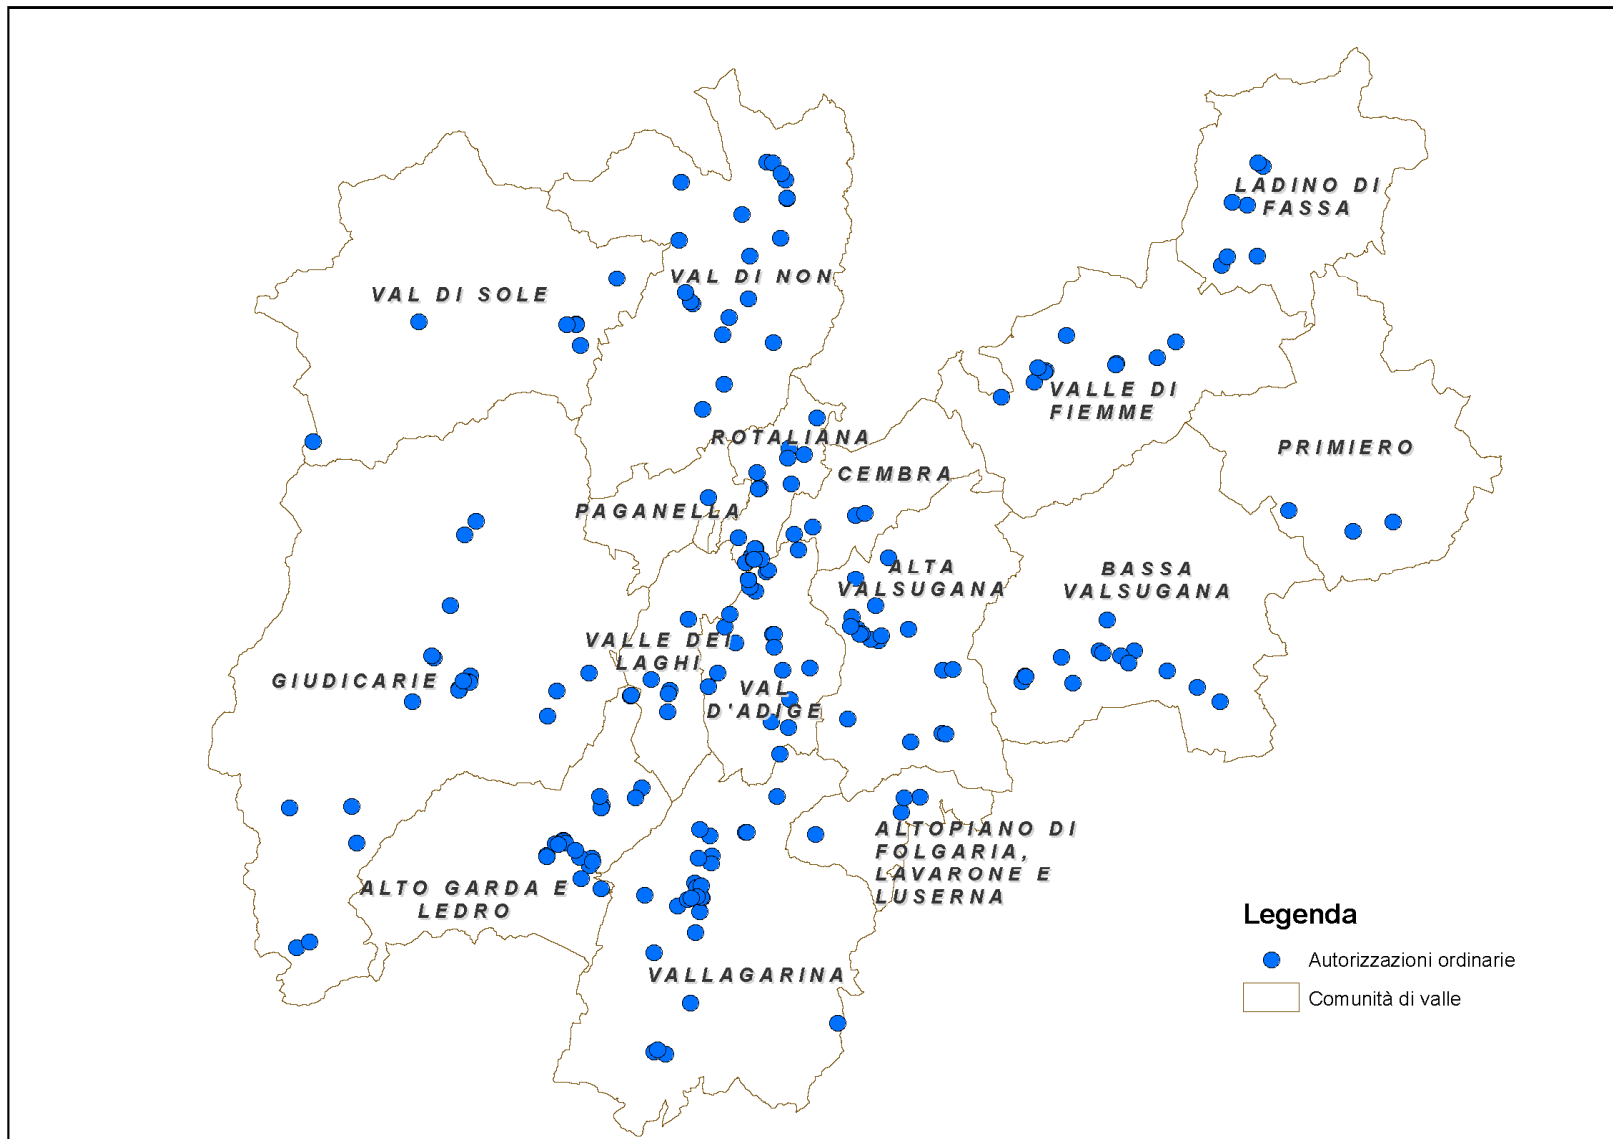 LADINO DI
FASSA
VAL DI NON
VAL DI SOLE
VALLE DI
FIEMME
ROTALIANA
PRIMIERO
CEMBRA
PAGANELLA
ALTA
VALSUGANA
BASSA
VALSUGANA
VALLE DEI
LAGHI
GIUDICARIE
VAL
D'ADIGE
ALTOPIANO DI
FOLGARIA,
LAVARONE E
LUSERNA
ALTO GARDA E
LEDRO
VALLAGARINA
Legenda
Autorizzazioni ordinarie
Comunità di valle